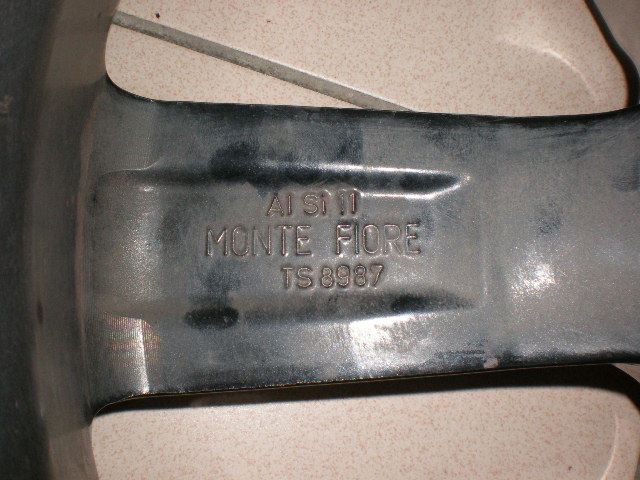 Al Si 11
MONTE FIORE
TS 8987